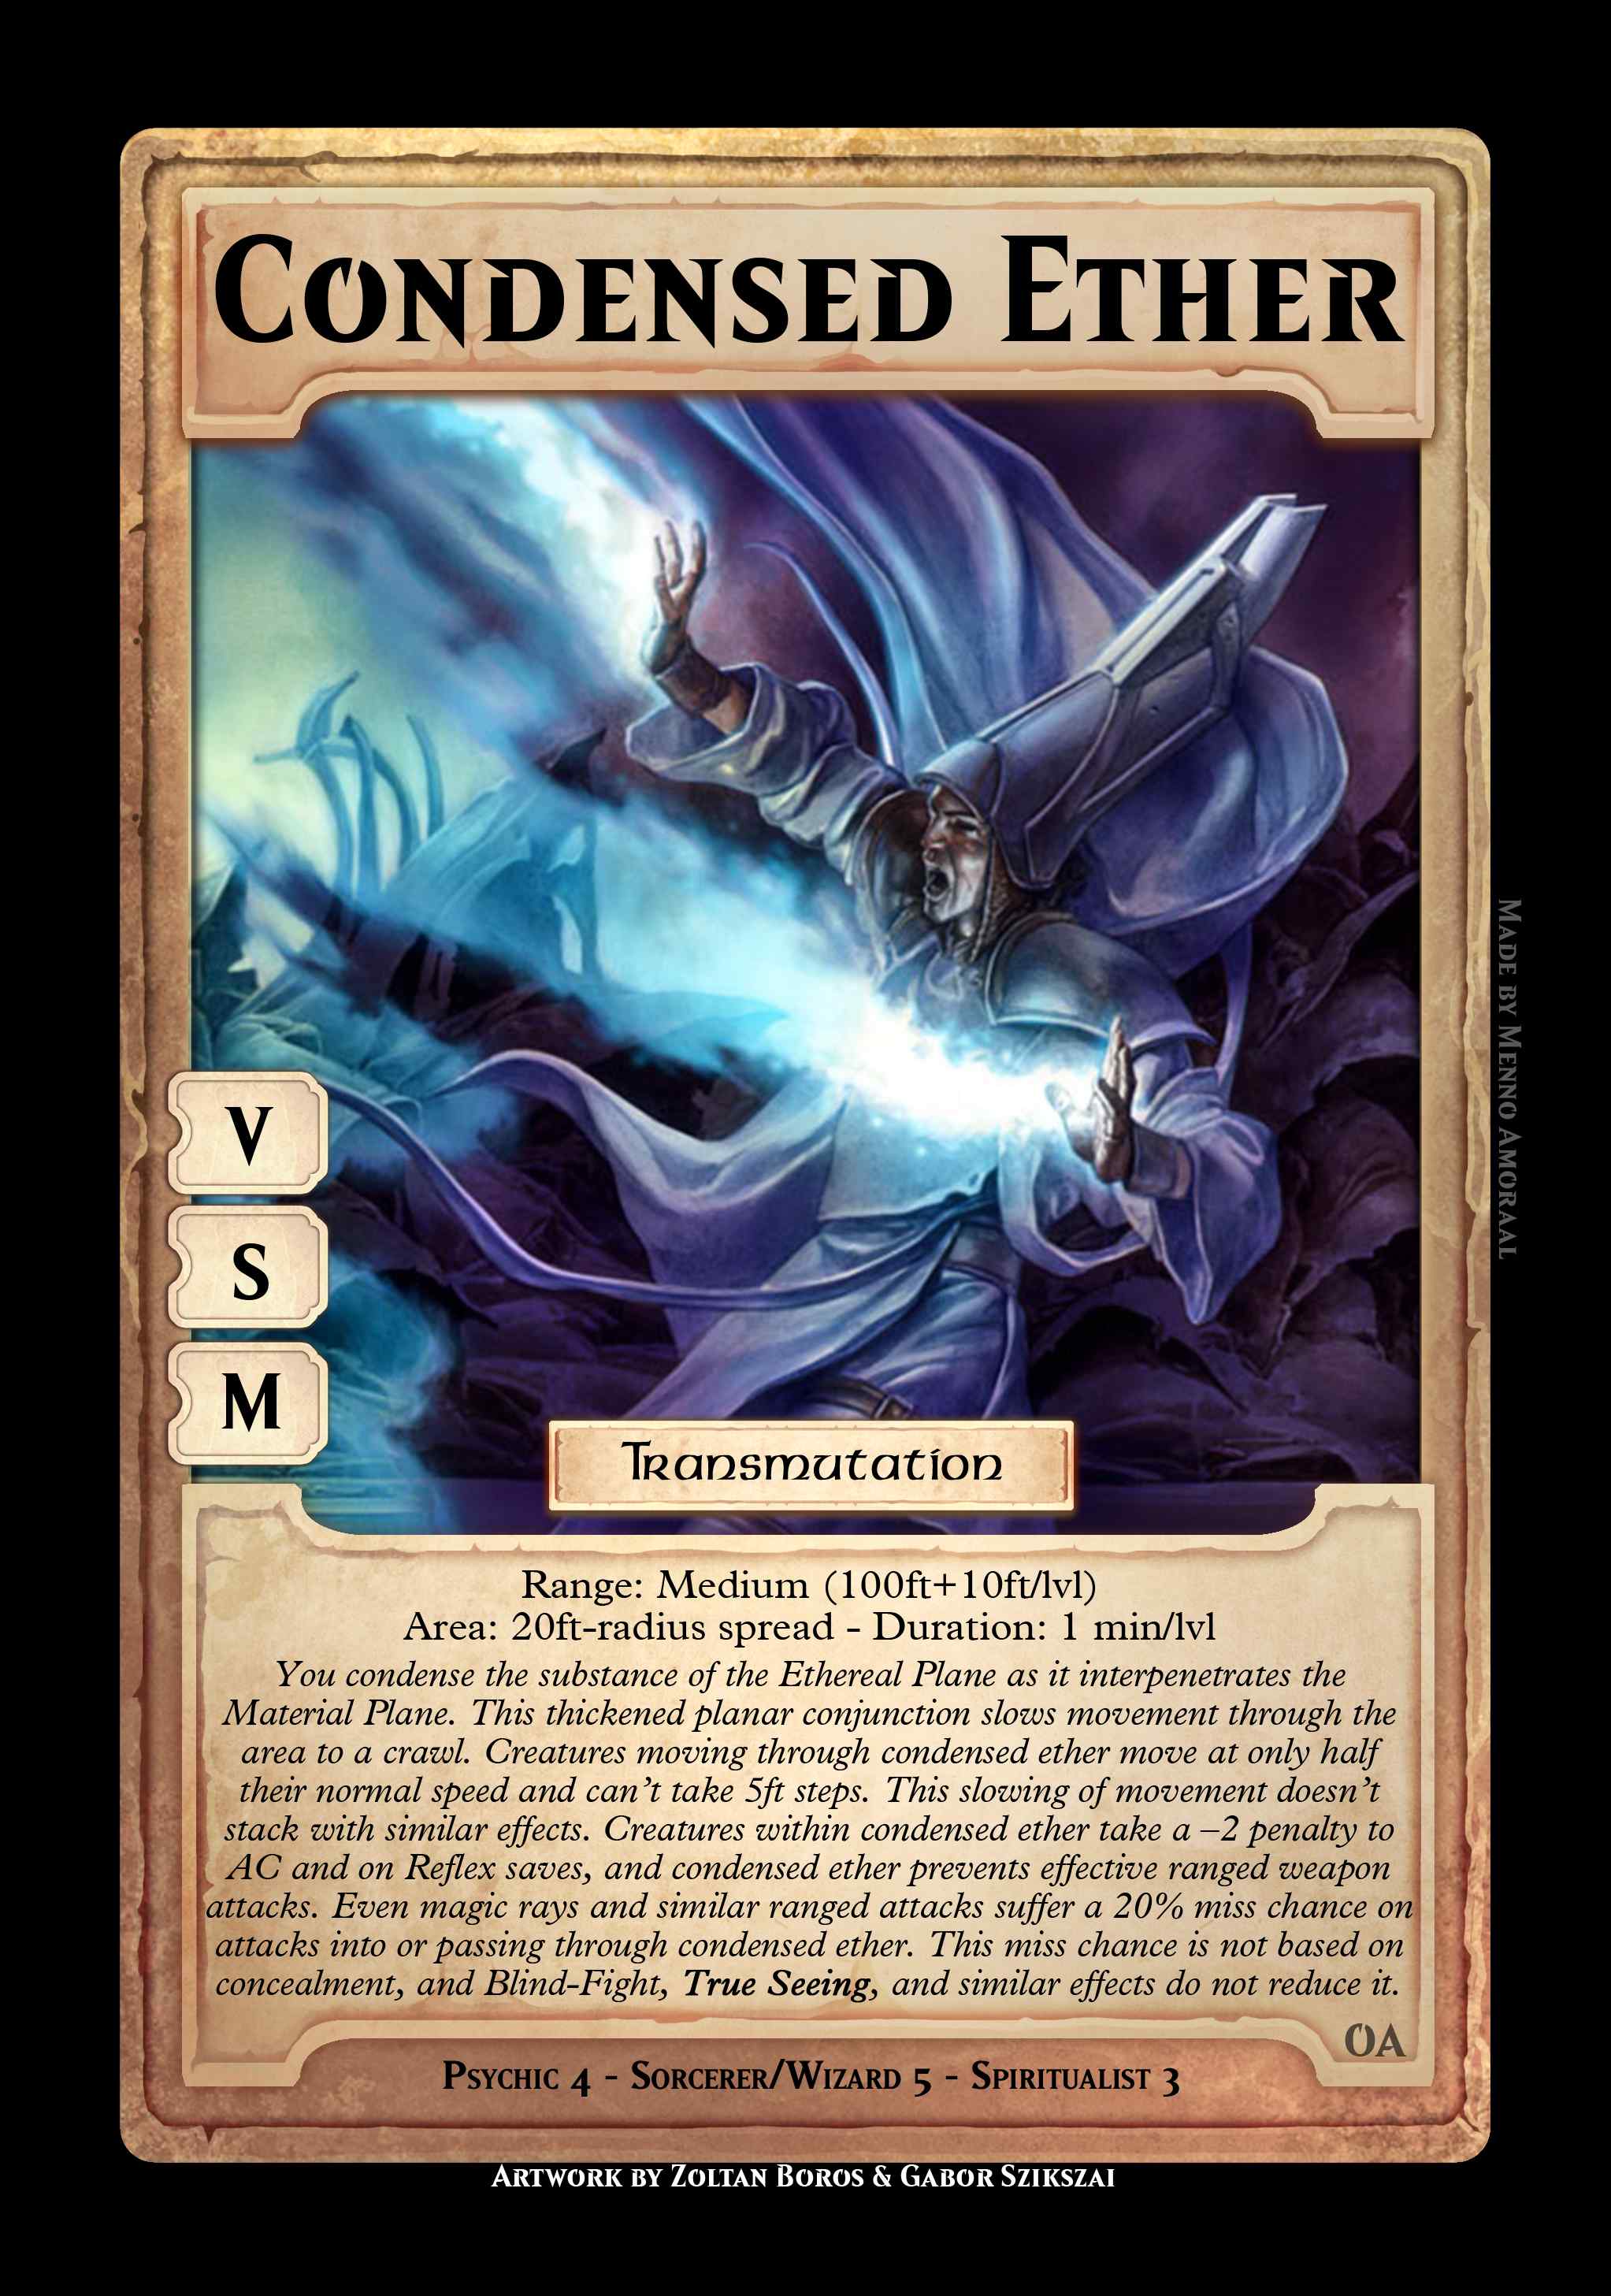 Condensed Ether
V
S
M
Transmutation
Range: Medium (100ft+10ft/lvl)
Area: 20ft-radius spread - Duration: 1 min/lvl
You condense the substance of the Ethereal Plane as it interpenetrates the
Material Plane. This thickened planar conjunction slows movement through the
area to a crawl. Creatures moving through condensed ether move at only half
their normal speed and can't take 5ft steps. This slowing of movement doesn't
stack with similar effects. Creatures within condensed ether take a –2 penalty to
AC and on Reflex saves, and condensed ether prevents effective ranged weapon
attacks. Even magic rays and similar ranged attacks suffer a 20% miss chance on
attacks into or passing through condensed ether. This miss chance is not based on
concealment, and Blind-Fight, True Seeing, and similar effects do not reduce it.
OA
Psychic 4 - Sorcerer/Wizard 5 - Spiritualist 3
Artwork by Zoltan Boros & Gabor Szikszai
Made by Menno Amoraal